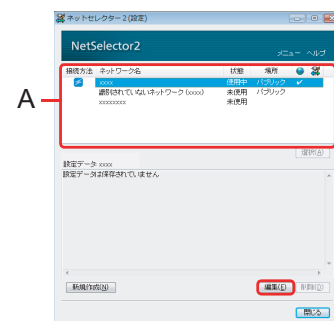 ネットセレクター2(設定)
NetSelector2
メニュー ヘルプ
接続方法 ネットワーク名 状態 場所
xxxx 使用中 パブリック
A
識別されていないネットワーク(xxxx) 未使用 パブリック
xxxxxxxx 未使用
選択(A)
設定データ: xxxx
設定データは保存されていません
新規作成(N) 編集(E) 削除(D)
閉じる